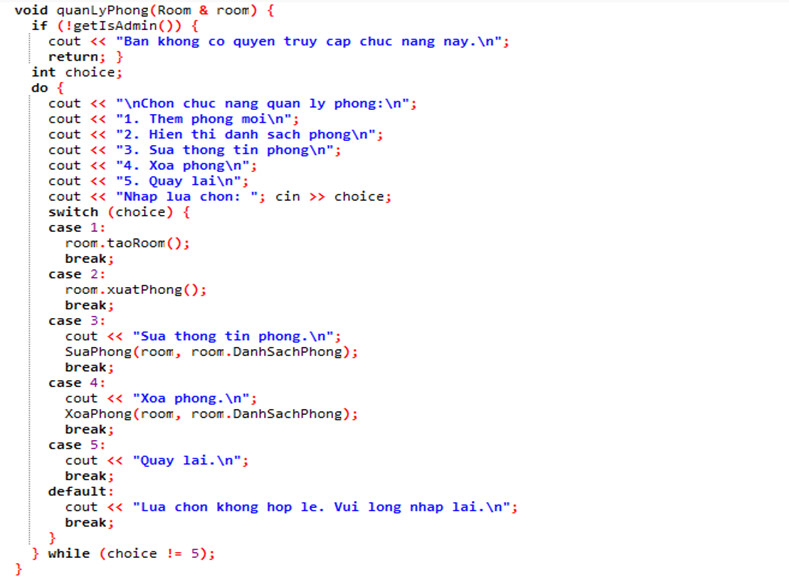 void quanLyPhong(Room & room) {
if (!getIsAdmin()) {
cout << "Ban khong co quyen truy cap chuc nang nay.\n";
return; }
int choice;
do {
cout << "\nChon chuc nang quan ly phong:\n";
cout << "1. Them phong moi\n";
cout << "2. Hien thi danh sach phong\n";
cout << "3. Sua thong tin phong\n";
cout << "4. Xoa phong\n";
cout << "5. Quay lai\n";
cout << "Nhap lua chon: "; cin >> choice;
switch (choice) {
case 1:
room.taoRoom();
break;
case 2:
room.xuatPhong();
break;
case 3:
cout << "Sua thong tin phong.\n";
SuaPhong(room, room.DanhSachPhong);
break;
case 4:
cout << "Xoa phong.\n";
XoaPhong(room, room.DanhSachPhong);
break;
case 5:
cout << "Quay lai.\n";
break;
default:
cout << "Lua chon khong hop le. Vui long nhap lai.\n";
break;
}
} while (choice != 5);
}